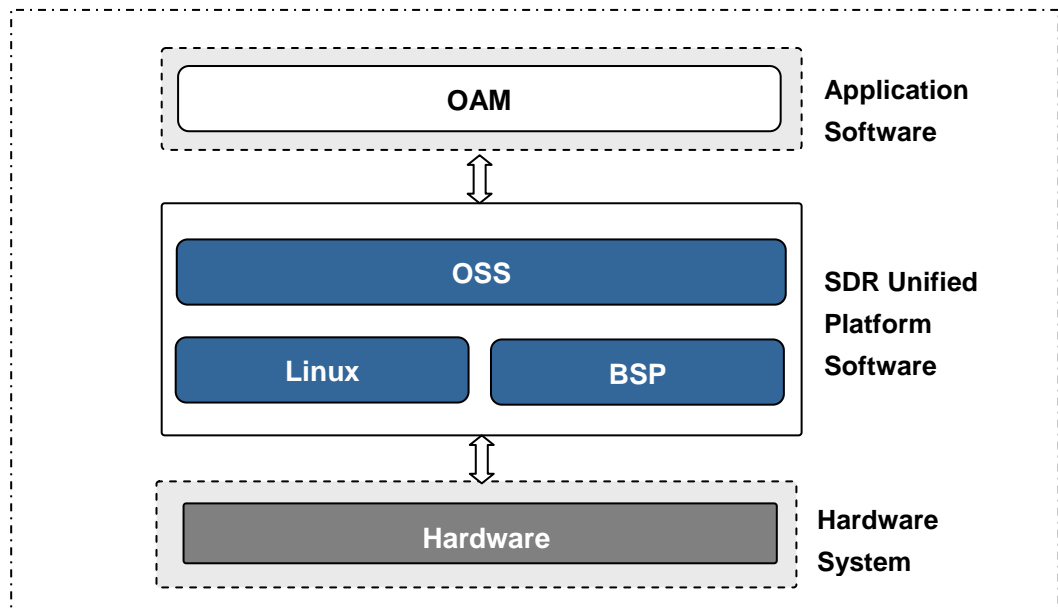 OAM
Application
Software
OSS
SDR Unified
Platform
Software
Linux
BSP
Hardware
Hardware
System